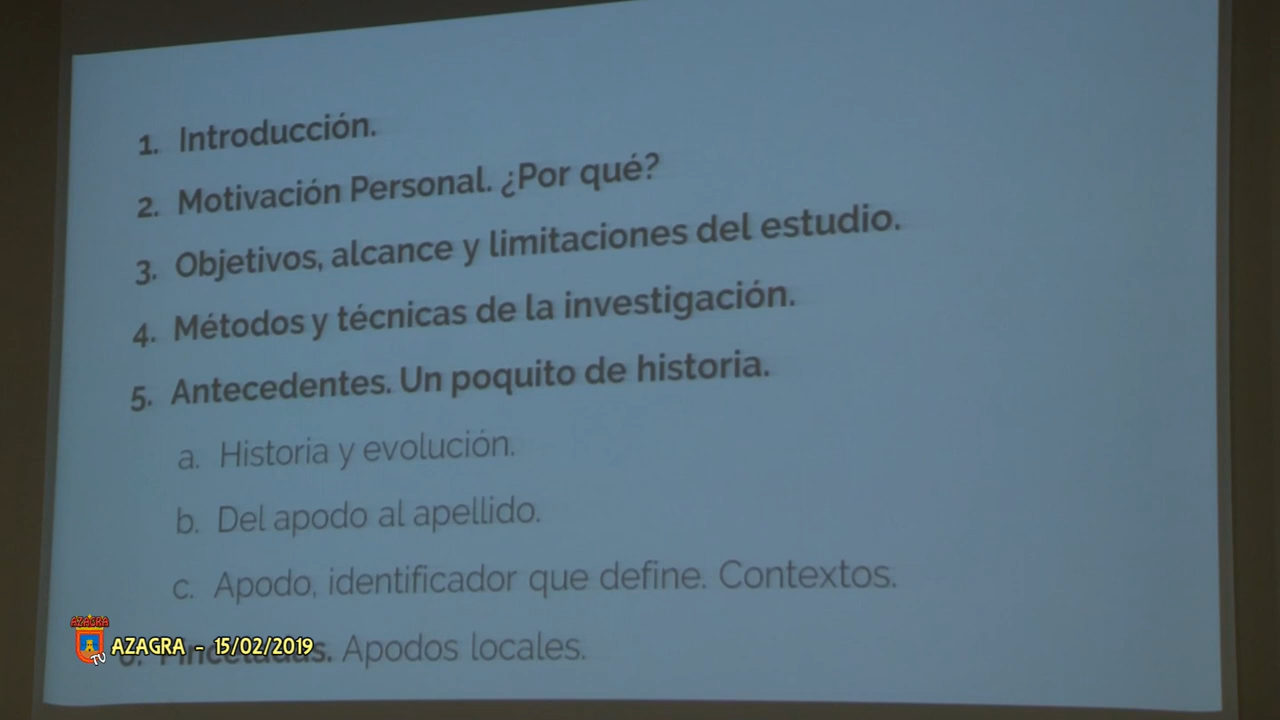 1. Introducción.
2. Motivación Personal. ¿Por qué?
3. Objetivos, alcance y limitaciones del estudio.
4. Métodos y técnicas de la investigación.
5. Antecedentes. Un poquito de historia.
a. Historia y evolución.
b. Del apodo al apellido.
c. Apodo, identificador que define. Contextos.
6. Pinceladas. Apodos locales.
AZAGRA
TV
AZAGRA - 15/02/2019